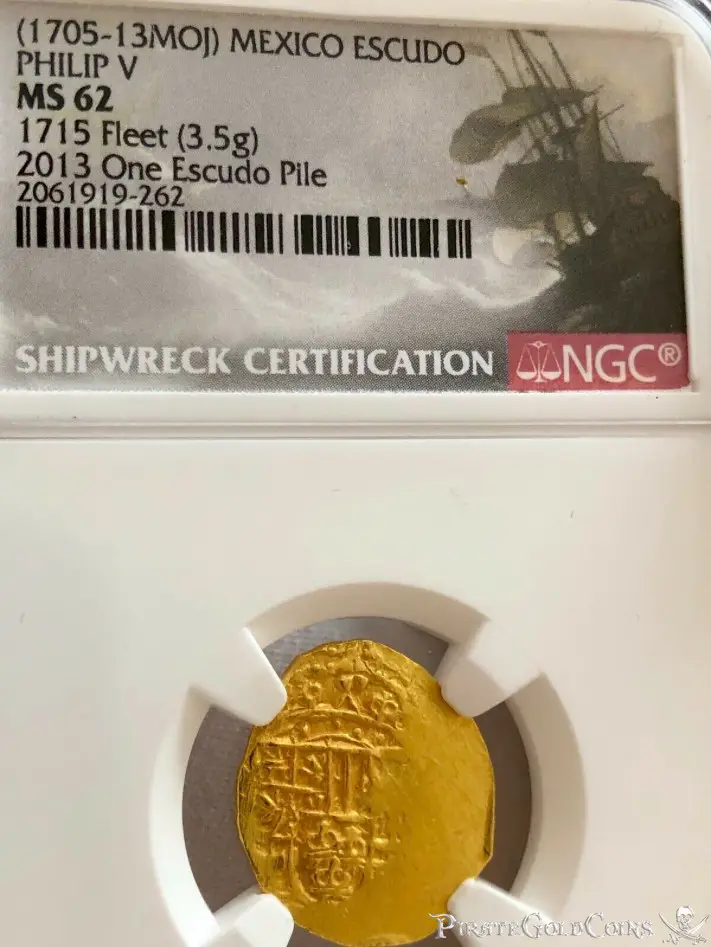 (1705-13MOJ) MEXICO ESCUDO
PHILIP V
MS 62
1715 Fleet (3.5g)
2013 One Escudo Pile
2061919-262
SHIPWRECK CERTIFICATION NGC®
PirateGoldCoins